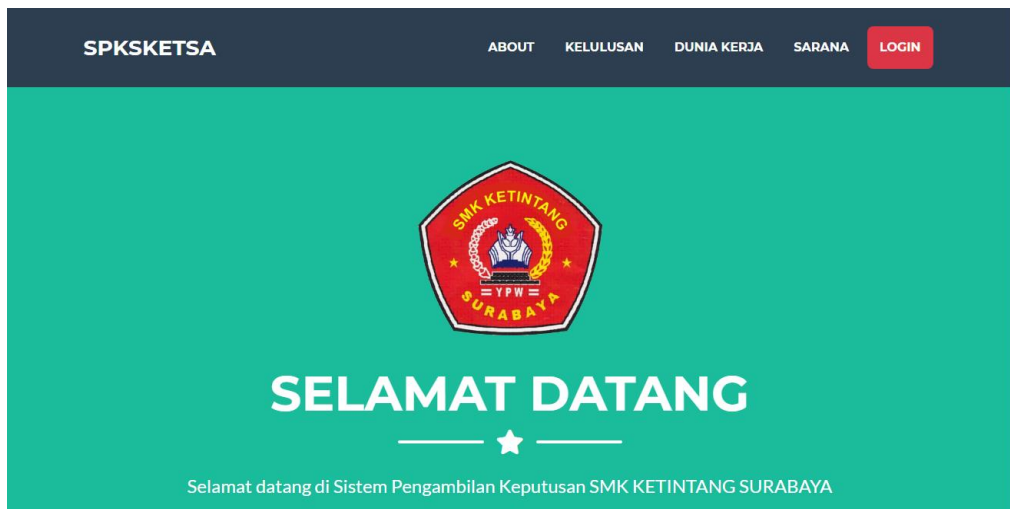 SPKSKETSA
ABOUT KELULUSAN DUNIA KERJA SARANA LOGIN
SMK KETINTANG
= YPW =
SURABAYA
SELAMAT DATANG
Selamat datang di Sistem Pengambilan Keputusan SMK KETINTANG SURABAYA